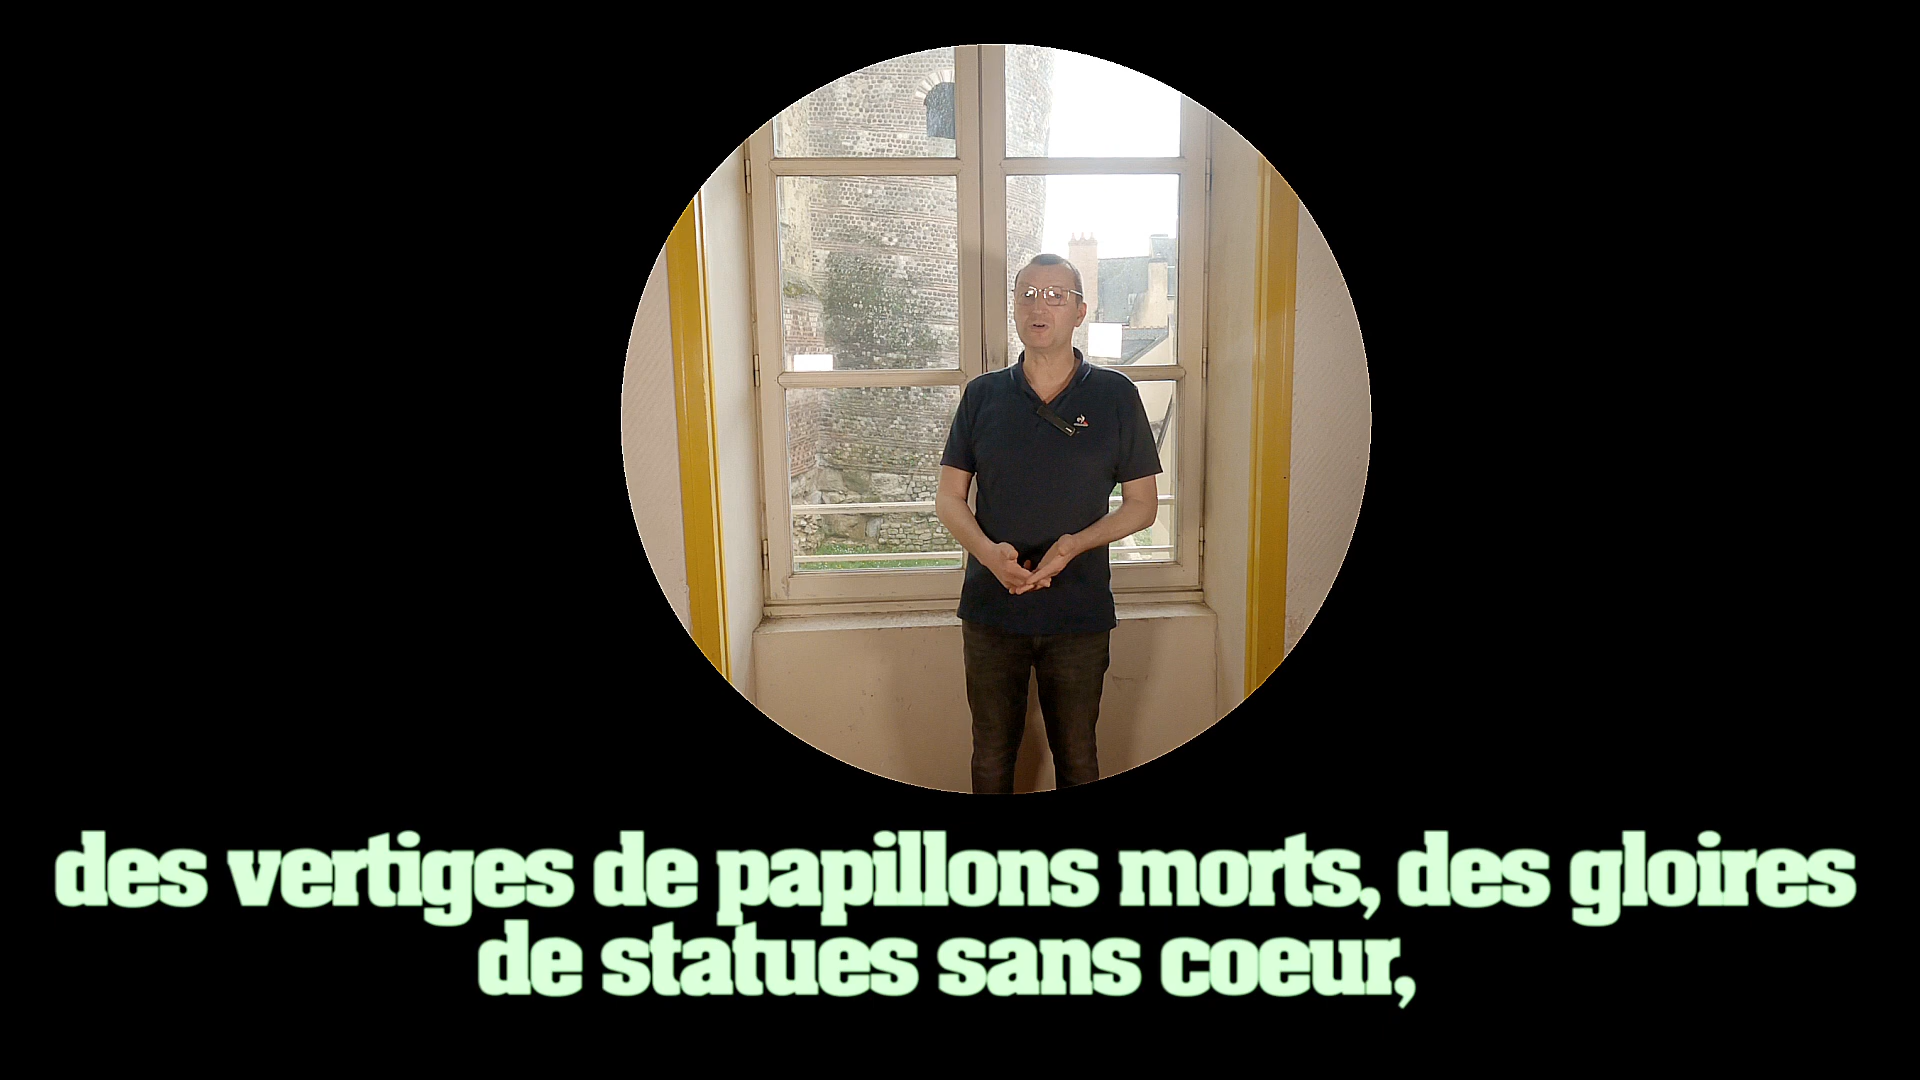 des vertiges de papillons morts, des gloires
de statues sans coeur,